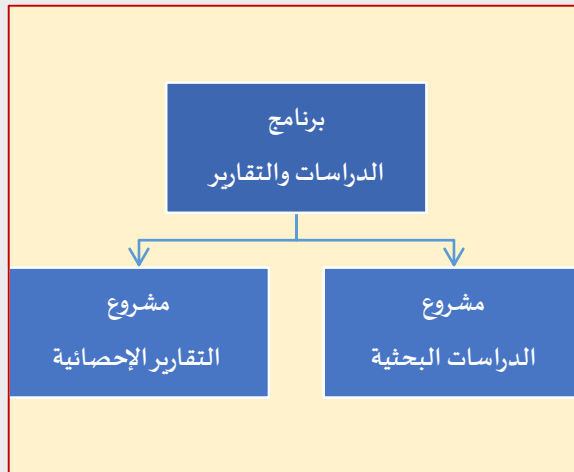 برنامج
الدراسات والتقارير
مشروع
الدراسات البحثية
مشروع
التقارير الإحصائية